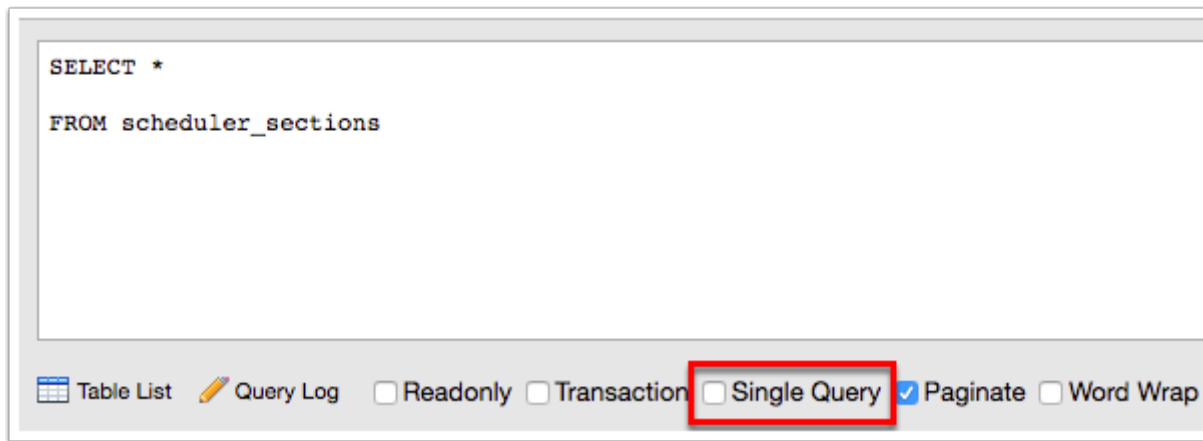 SELECT *
FROM scheduler_sections
Table List Query Log Readonly Transaction Single Query Paginate Word Wrap